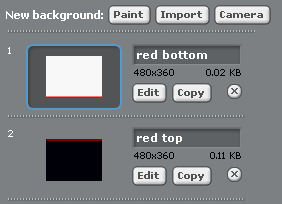 New background: Paint Import Camera
1
red bottom
480x360 0.02 KB
Edit Copy
2
red top
480x360 0.11 KB
Edit Copy